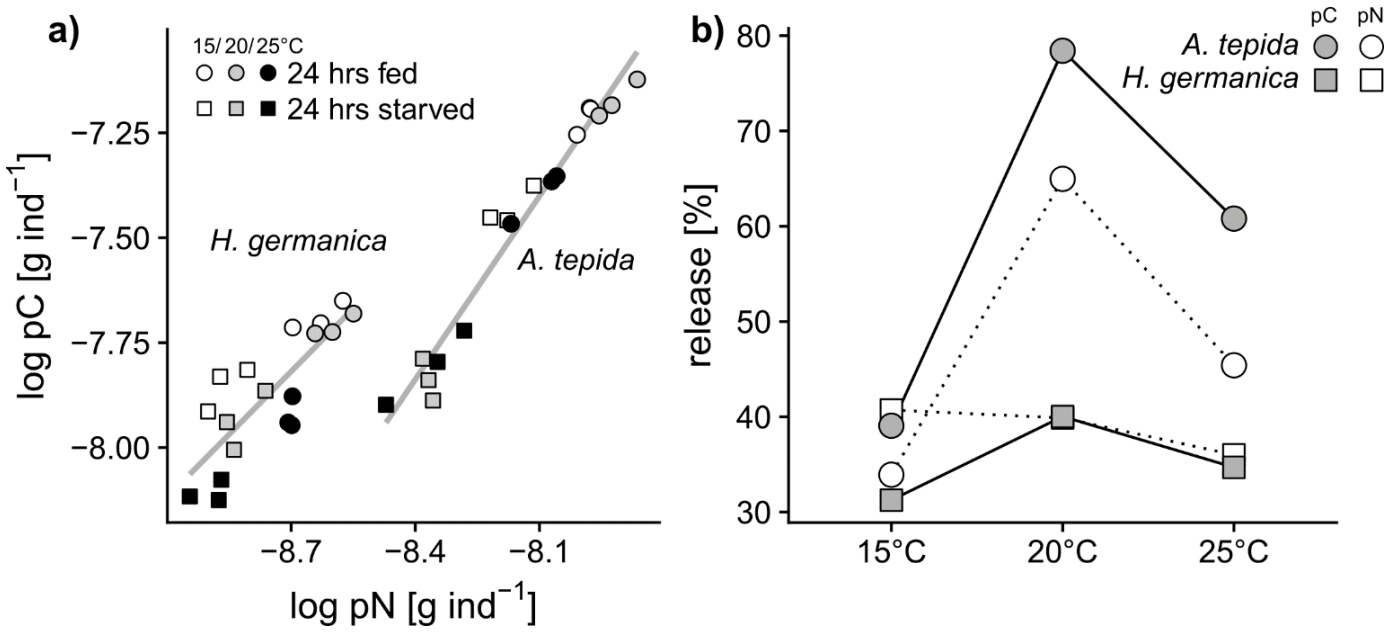 a)
15/20/25°C
24 hrs fed
24 hrs starved
−7.25
−7.50
−7.75
−8.00
log pC [g ind⁻¹]
H. germanica
A. tepida
−8.7
−8.4
−8.1
log pN [g ind⁻¹]
b)
pC pN
A. tepida
H. germanica
80
70
60
50
40
30
release [%]
15°C
20°C
25°C